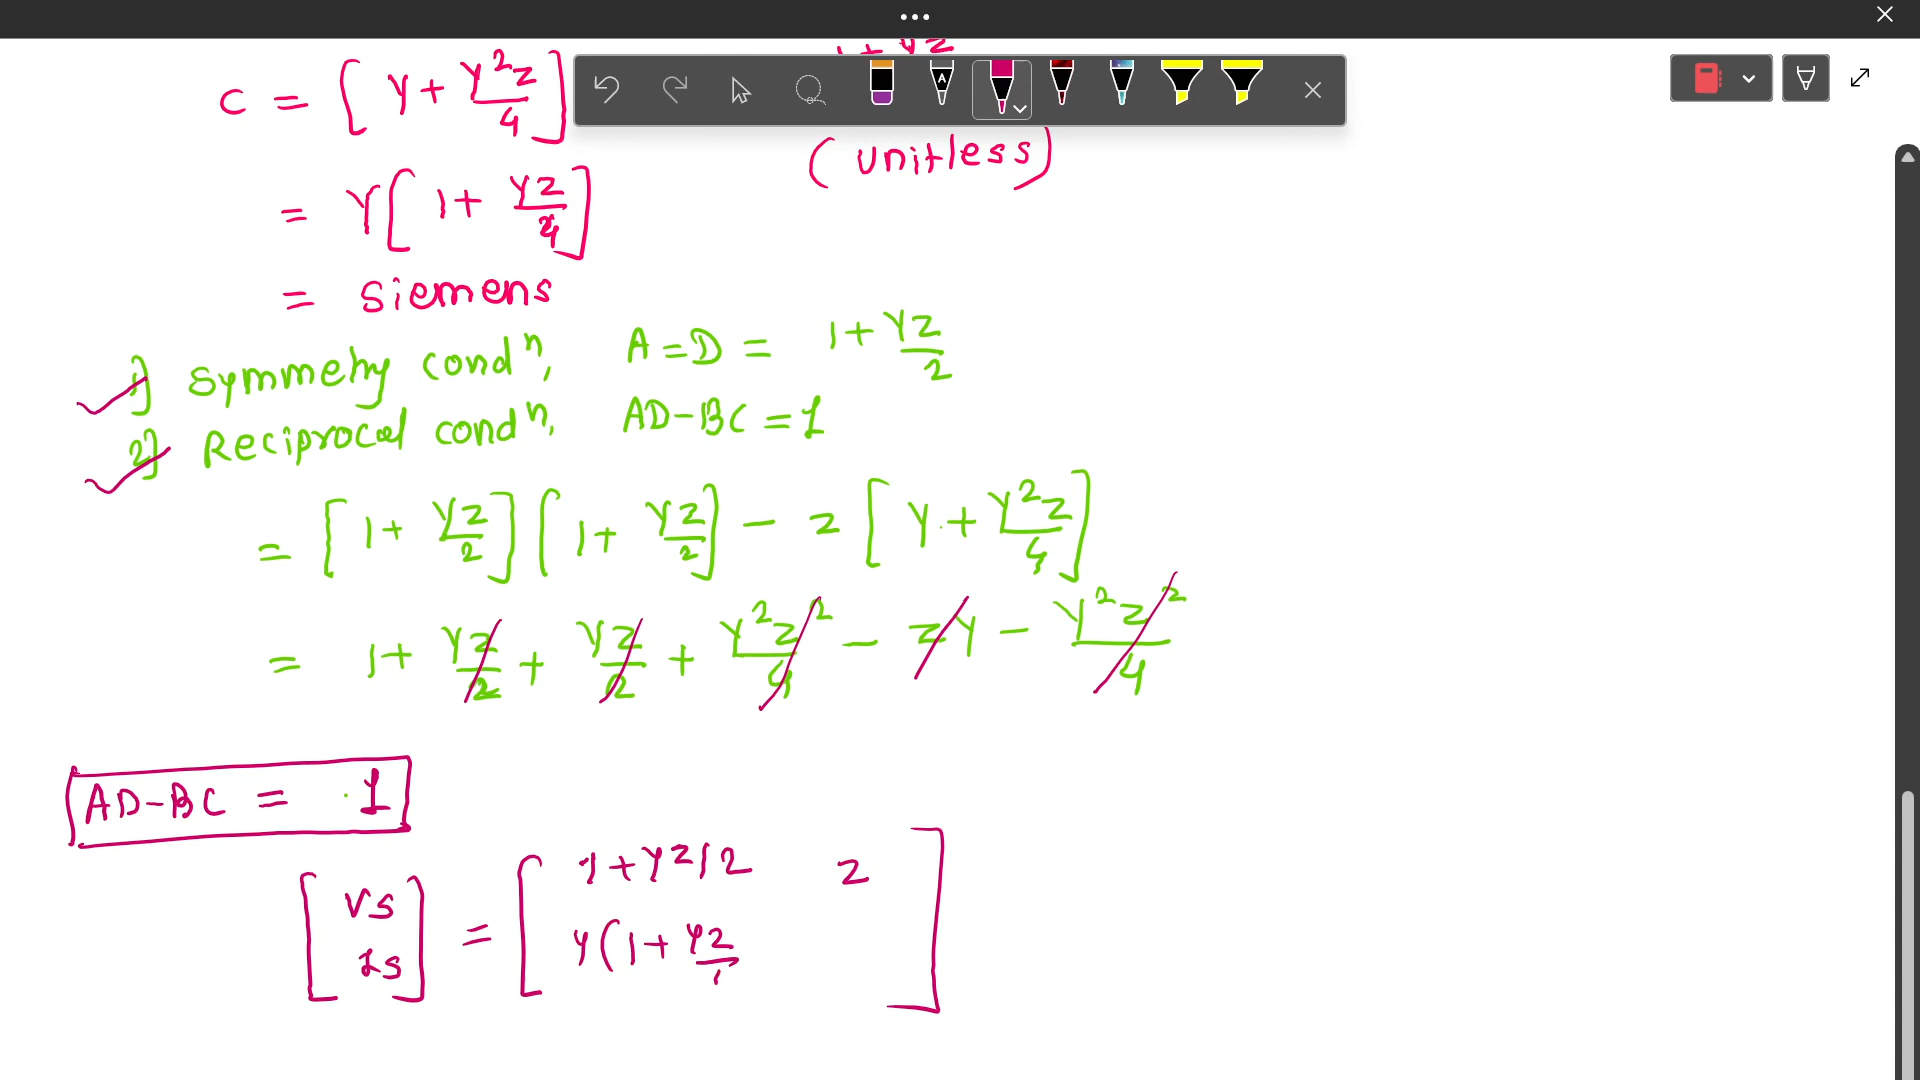 1 + YZ
C = [ Y + Y²Z/4 ]
(unitless)
= Y[ 1 + YZ/4 ]
= Siemens
1) Symmetry condⁿ, A = D = 1 + YZ/2
2) Reciprocal condⁿ, AD-BC = 1
= [ 1 + YZ/2 ] [ 1 + YZ/2 ] - Z [ Y + Y²Z/4 ]
= 1 + YZ/2 + YZ/2 + Y²Z²/4 - ZY - Y²Z²/4
AD-BC = 1
[ Vs Is ] = [ 1+YZ/2 Z
Y(1+ YZ/ ]